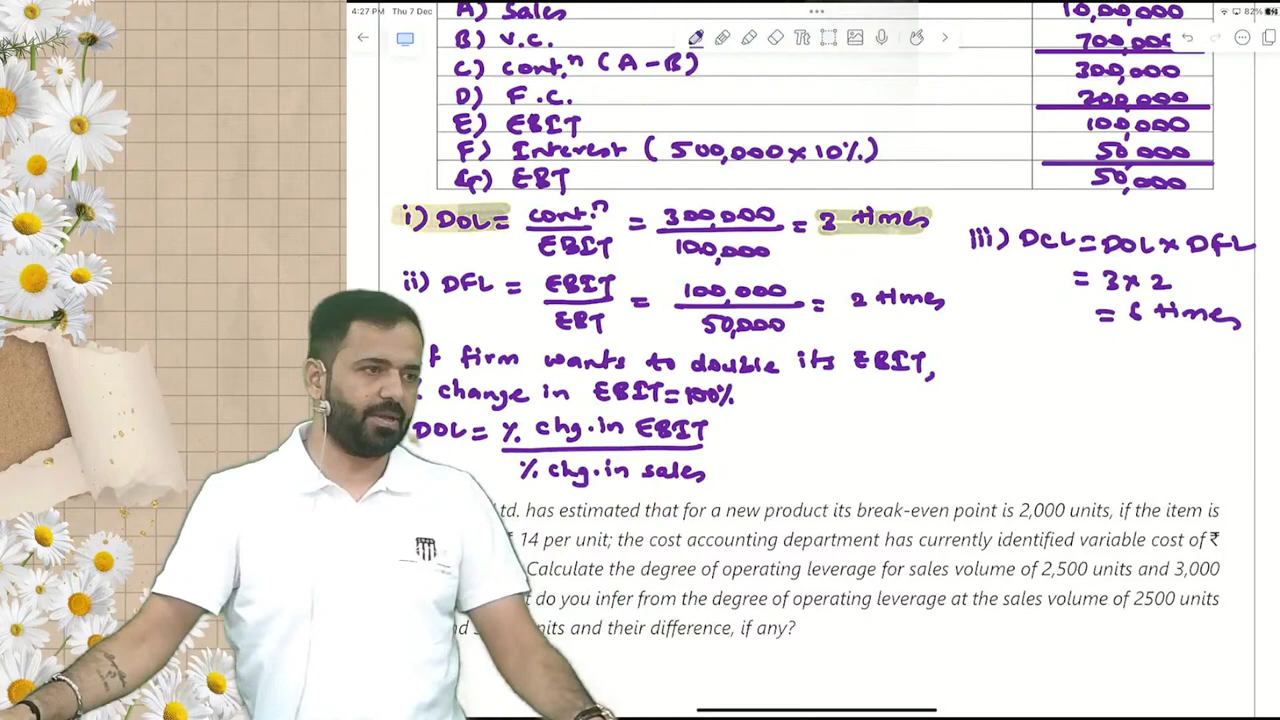 4:27 PM Thu 7 Dec
82%
A) Sales 10,00,000
B) V.C. 700,000
C) cont.n (A-B) 300,000
D) F.C. 200,000
E) EBIT 100,000
F) Interest (500,000 x 10%) 50,000
G) EBT 50,000
i) DOL = cont.n / EBIT = 300,000 / 100,000 = 3 times
iii) DCL = DOL x DFL
= 3 x 2
= 6 times
ii) DFL = EBIT / EBT = 100,000 / 50,000 = 2 times
f firm wants to double its EBIT,
% change in EBIT = 100%
DOL = % chg. in EBIT / % chg. in sales
td. has estimated that for a new product its break-even point is 2,000 units, if the item is
14 per unit; the cost accounting department has currently identified variable cost of ₹
Calculate the degree of operating leverage for sales volume of 2,500 units and 3,000
t do you infer from the degree of operating leverage at the sales volume of 2500 units
nits and their difference, if any?